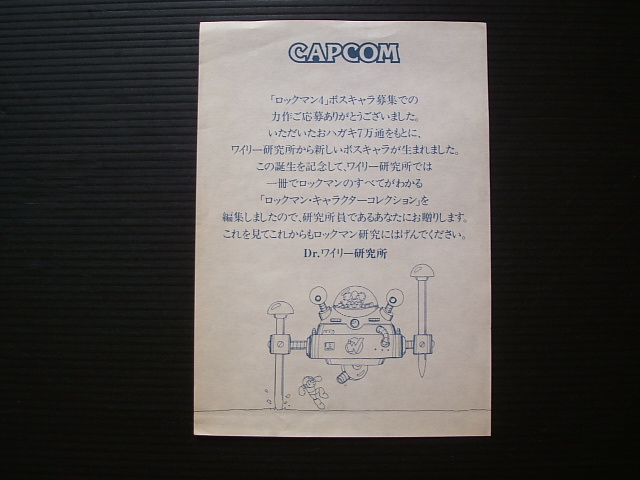 CAPCOM
「ロックマン4」ボスキャラ募集での
力作ご応募ありがとうございました。
いただいたおハガキ7万通をもとに、
ワイリー研究所から新しいボスキャラが生まれました。
この誕生を記念して、ワイリー研究所では
一冊でロックマンのすべてがわかる
「ロックマン・キャラクターコレクション」を
編集しましたので、研究所員であるあなたにお贈りします。
これを見てこれからもロックマン研究にはげんでください。
Dr.ワイリー研究所